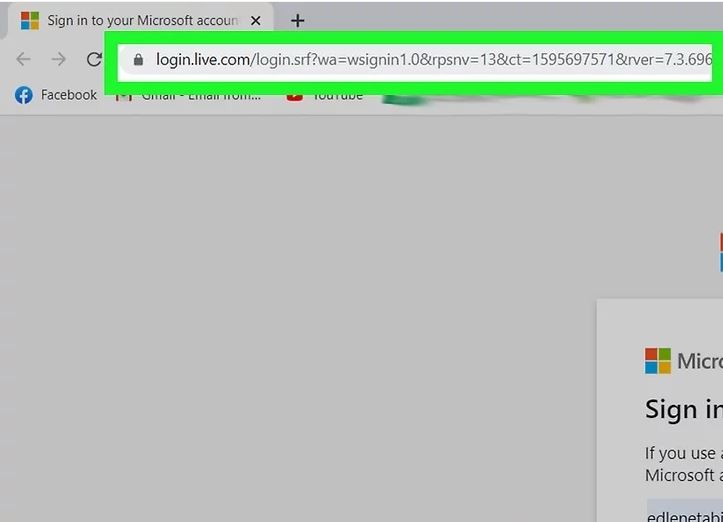 Sign in to your Microsoft accoun
login.live.com/login.srf?wa=wsignin1.0&rpsnv=13&ct=1595697571&rver=7.3.696
Facebook
Gmail - Email from...
YouTube
Micro
Sign in
If you use a
Microsoft a
edlenetabi